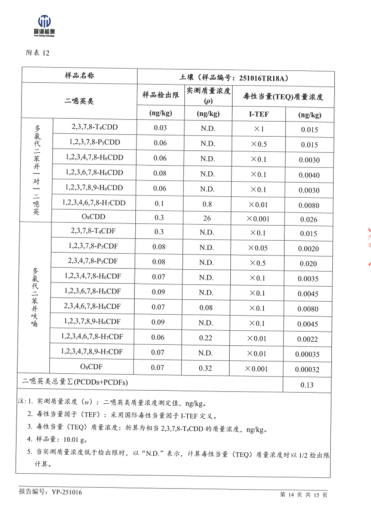 国通检测
附表 12
样品名称 土壤（样品编号：251016TR18A）
二噁英类 样品检出限 实测质量浓度 (ρ) 毒性当量(TEQ)质量浓度
(ng/kg) (ng/kg) I-TEF (ng/kg)
多氯代二苯并一对一二噁英
2,3,7,8-T₄CDD 0.03 N.D. ×1 0.015
1,2,3,7,8-P₅CDD 0.06 N.D. ×0.5 0.015
1,2,3,4,7,8-H₆CDD 0.06 N.D. ×0.1 0.0030
1,2,3,6,7,8-H₆CDD 0.08 N.D. ×0.1 0.0040
1,2,3,7,8,9-H₆CDD 0.06 N.D. ×0.1 0.0030
1,2,3,4,6,7,8-H₇CDD 0.1 0.8 ×0.01 0.0080
O₈CDD 0.3 26 ×0.001 0.026
多氯代二苯并呋喃
2,3,7,8-T₄CDF 0.3 N.D. ×0.1 0.015
1,2,3,7,8-P₅CDF 0.08 N.D. ×0.05 0.0020
2,3,4,7,8-P₅CDF 0.08 N.D. ×0.5 0.020
1,2,3,4,7,8-H₆CDF 0.07 N.D. ×0.1 0.0035
1,2,3,6,7,8-H₆CDF 0.09 N.D. ×0.1 0.0045
2,3,4,6,7,8-H₆CDF 0.07 0.08 ×0.1 0.0080
1,2,3,7,8,9-H₆CDF 0.09 N.D. ×0.1 0.0045
1,2,3,4,6,7,8-H₇CDF 0.06 0.22 ×0.01 0.0022
1,2,3,4,7,8,9-H₇CDF 0.07 N.D. ×0.01 0.00035
O₈CDF 0.07 0.32 ×0.001 0.00032
二噁英类总量∑(PCDDs+PCDFs) 0.13
注: 1. 实测质量浓度（w）：二噁英类质量浓度测定值，ng/kg。
2. 毒性当量因子（TEF）：采用国际毒性当量因子 I-TEF 定义。
3. 毒性当量（TEQ）质量浓度：折算为相当 2,3,7,8-T₄CDD 的质量浓度，ng/kg。
4. 样品量：10.01 g。
5. 当实测质量浓度低于检出限时，以“N.D.”表示，计算毒性当量（TEQ）质量浓度时以 1/2 检出限
计算。
报告编号：YP-251016 第 14 页 共 15 页